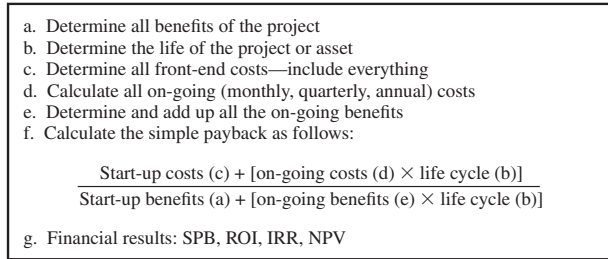 a. Determine all benefits of the project
b. Determine the life of the project or asset
c. Determine all front-end costs—include everything
d. Calculate all on-going (monthly, quarterly, annual) costs
e. Determine and add up all the on-going benefits
f. Calculate the simple payback as follows:
Start-up costs (c) + [on-going costs (d) × life cycle (b)]
Start-up benefits (a) + [on-going benefits (e) × life cycle (b)]
g. Financial results: SPB, ROI, IRR, NPV